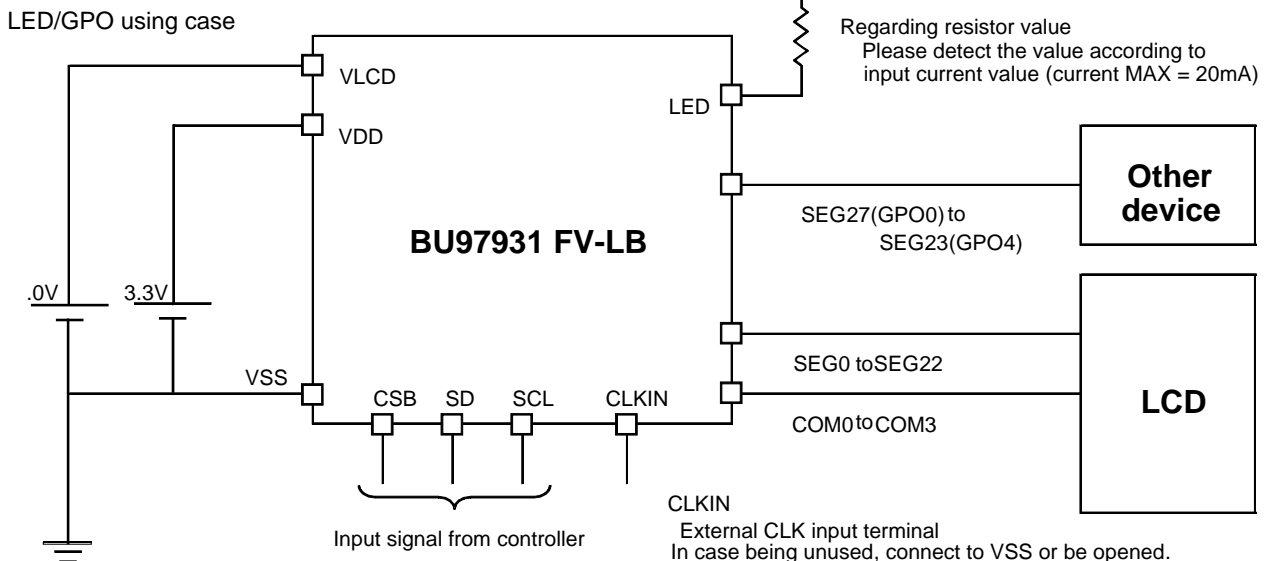 LED/GPO using case
Regarding resistor value
Please detect the value according to
input current value (current MAX = 20mA)
VLCD
LED
VDD
Other
device
SEG27(GPO0) to
SEG23(GPO4)
BU97931 FV-LB
.0V
3.3V
VSS
SEG0 toSEG22
CSB SD SCL CLKIN
LCD
COM0toCOM3
CLKIN
Input signal from controller
External CLK input terminal
In case being unused, connect to VSS or be opened.